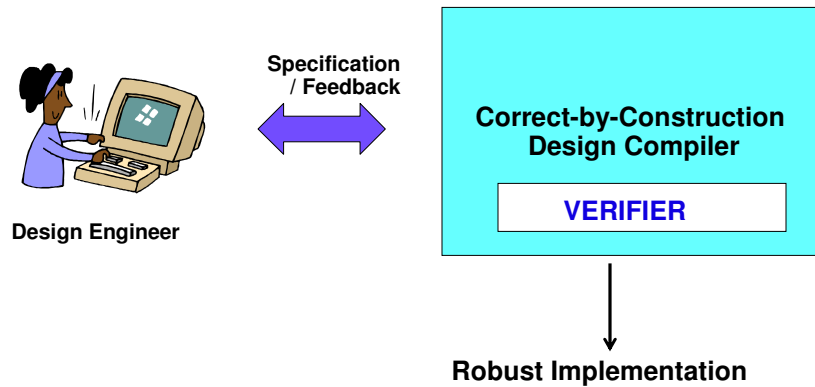 Specification
/ Feedback
Correct-by-Construction
Design Compiler
VERIFIER
Design Engineer
Robust Implementation